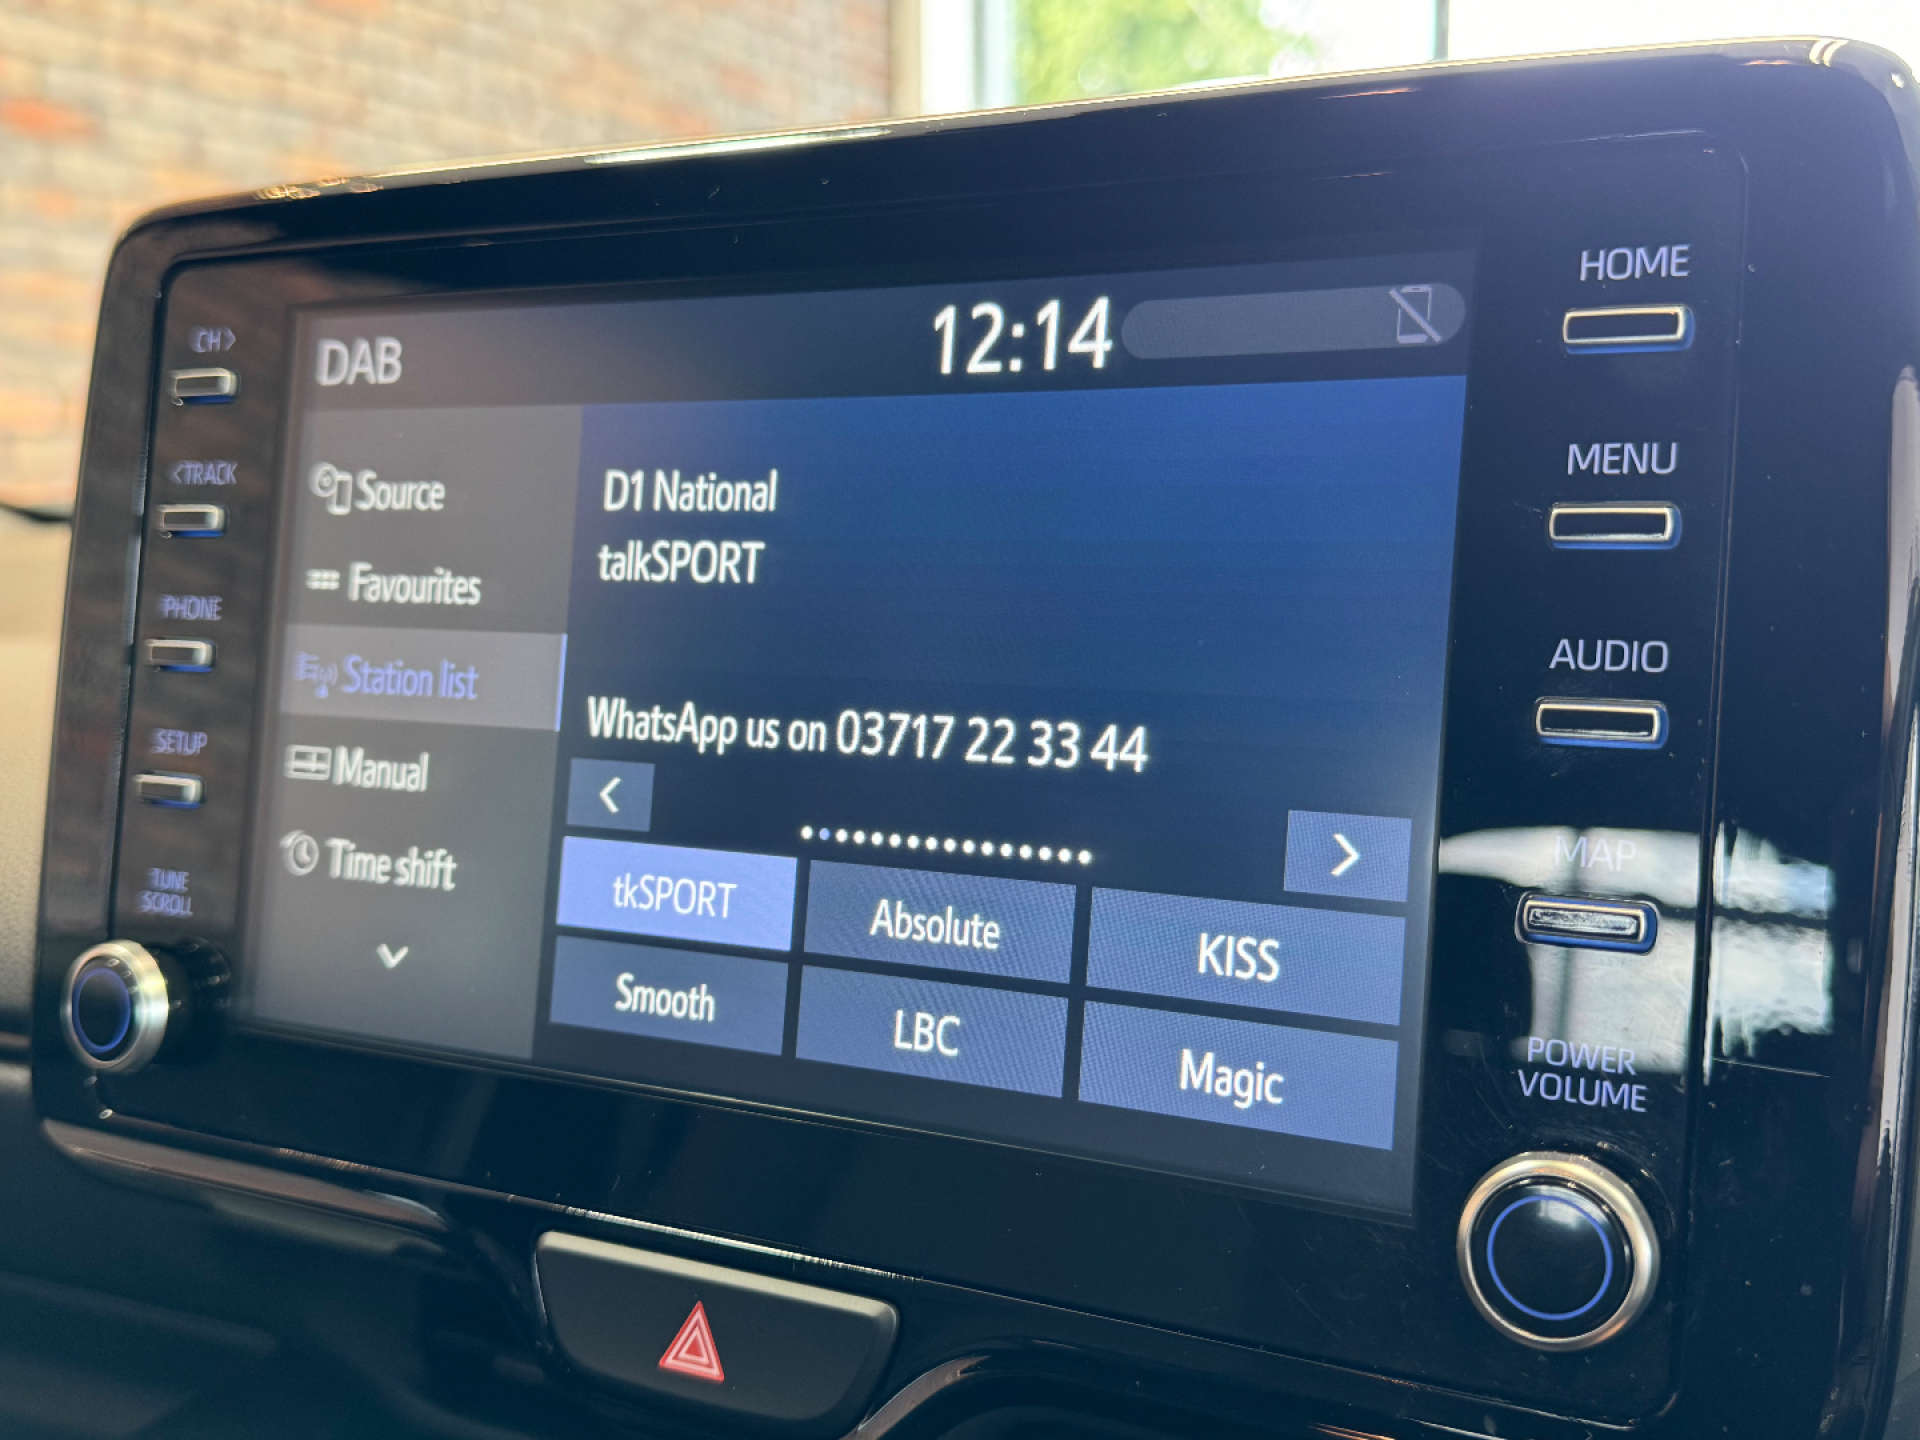 DAB
12:14
Source
Favourites
Station list
Manual
Time shift
D1 National
talkSPORT
WhatsApp us on 03717 22 33 44
tkSPORT
Absolute
KISS
Smooth
LBC
Magic
CH >
< TRACK
PHONE
SETUP
TUNE
SCROLL
HOME
MENU
AUDIO
MAP
POWER
VOLUME